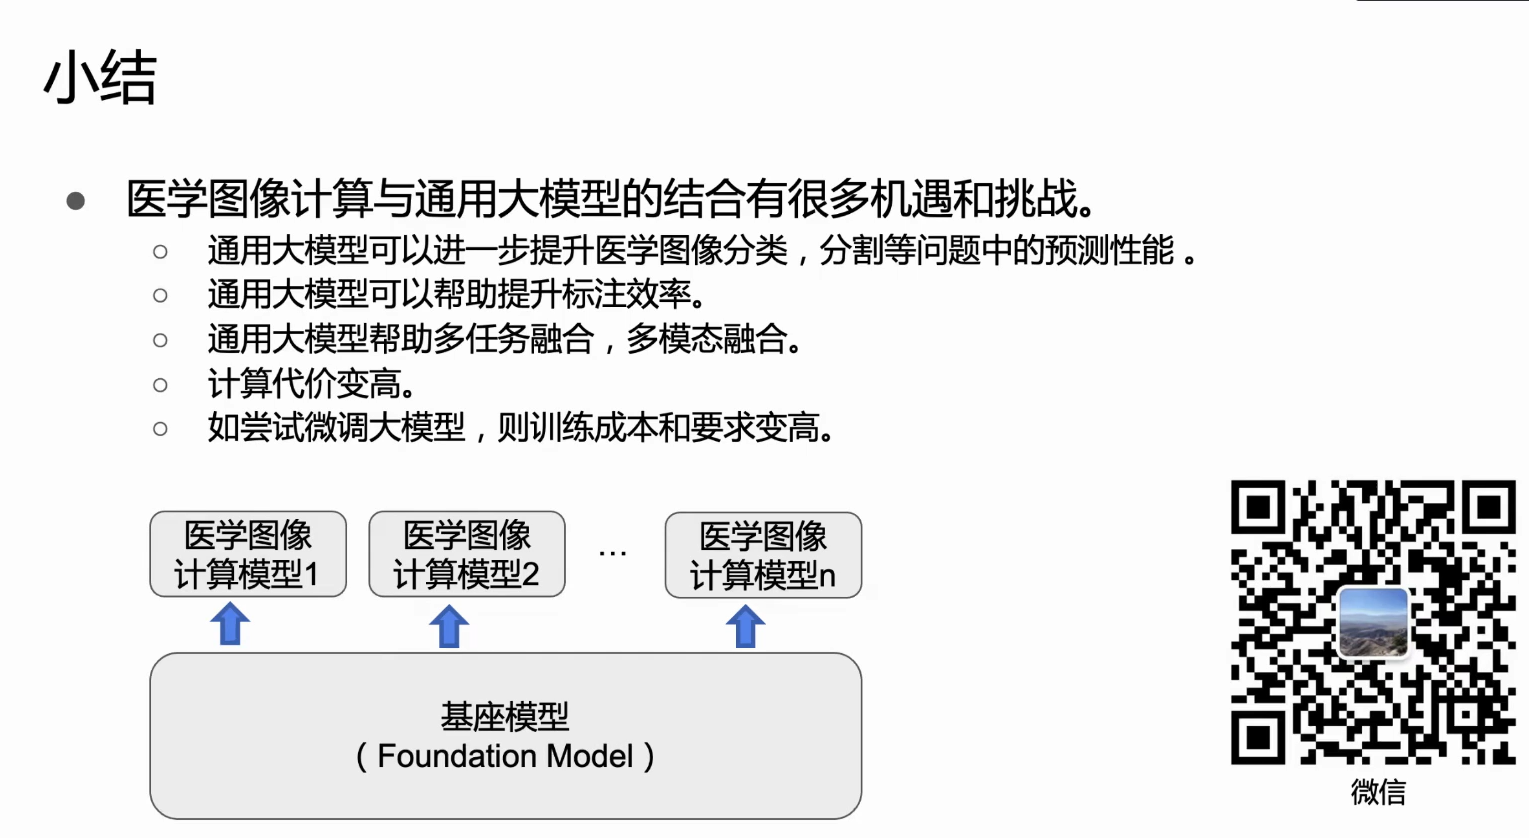 小结
医学图像计算与通用大模型的结合有很多机遇和挑战。
通用大模型可以进一步提升医学图像分类，分割等问题中的预测性能 。
通用大模型可以帮助提升标注效率。
通用大模型帮助多任务融合，多模态融合。
计算代价变高。
如尝试微调大模型，则训练成本和要求变高。
医学图像
计算模型1
医学图像
计算模型2
...
医学图像
计算模型n
基座模型
（Foundation Model）
微信